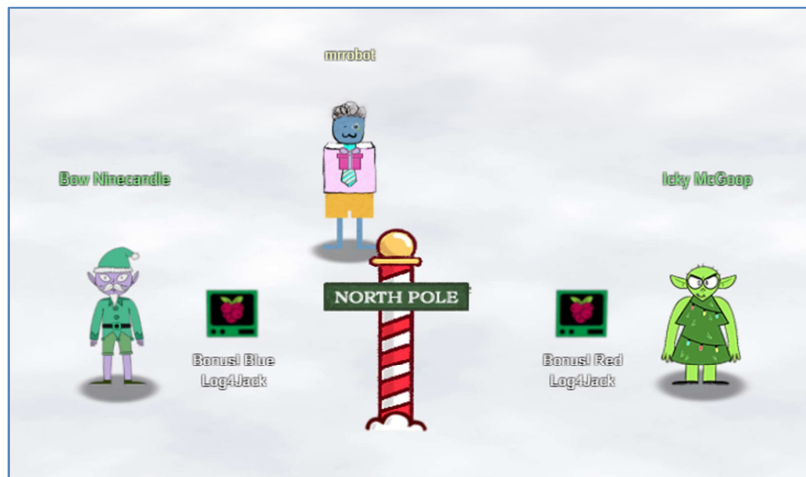 mrrobot
Bow Ninecandle
Icky McGoop
NORTH POLE
Bonus! Blue
Log4Jack
Bonus! Red
Log4Jack